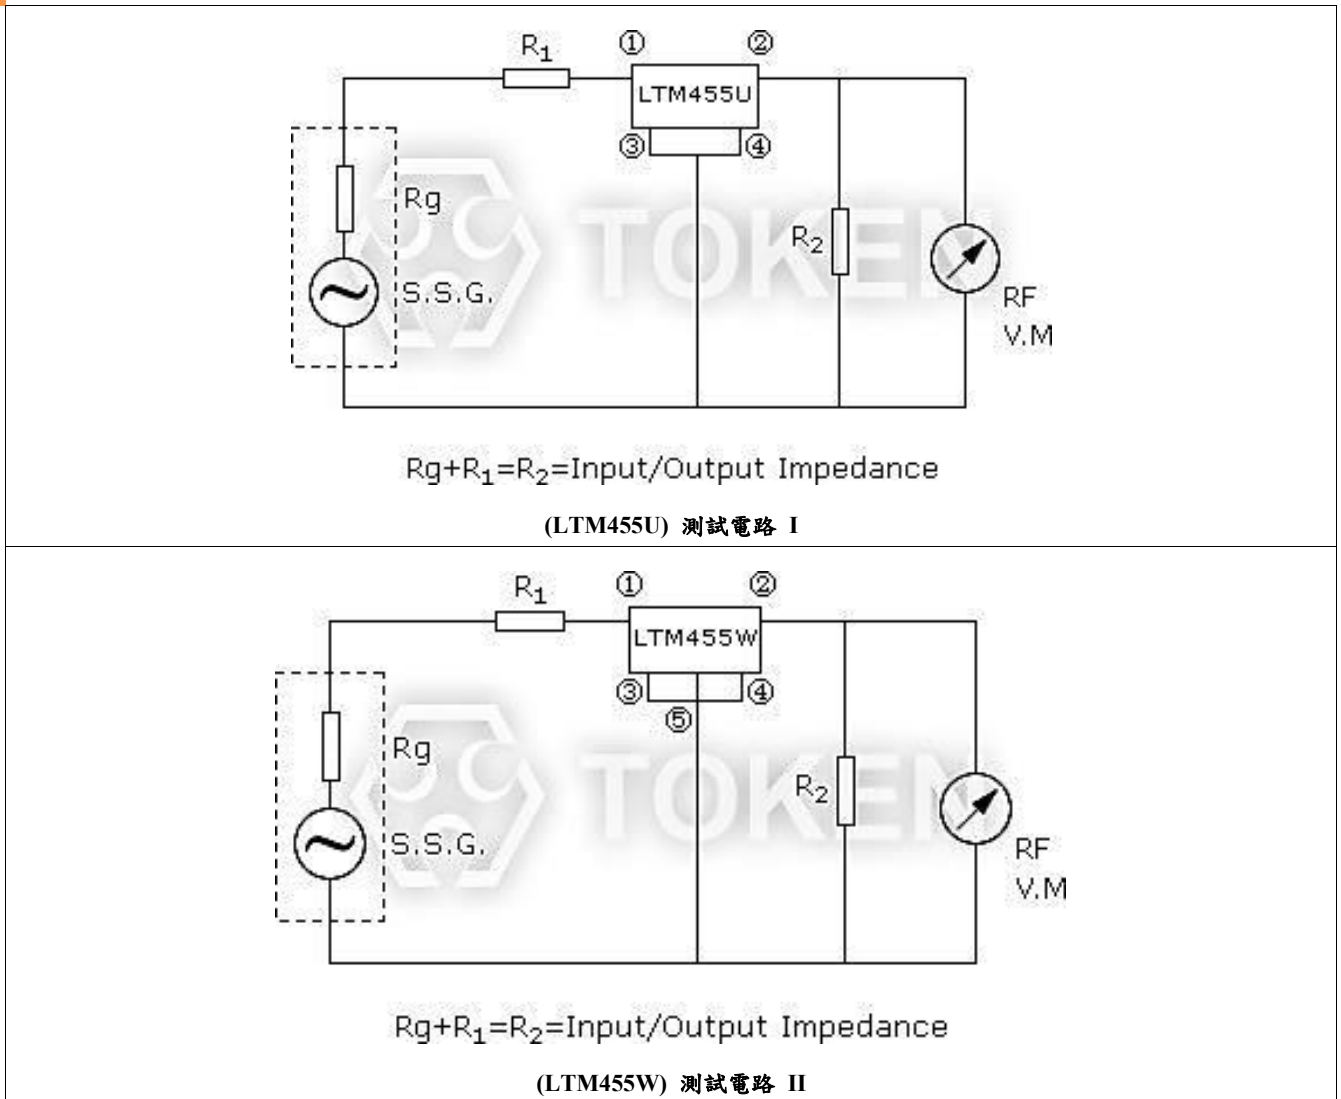 R₁ ① ②
LTM455U
③ ④
Rg
TOKEN
R₂
S.S.G.
RF
V.M
Rg+R₁=R₂=Input/Output Impedance
(LTM455U) 測試電路 I
R₁ ① ②
LTM455W
③ ④
⑤
Rg
TOKEN
R₂
S.S.G.
RF
V.M
Rg+R₁=R₂=Input/Output Impedance
(LTM455W) 測試電路 II